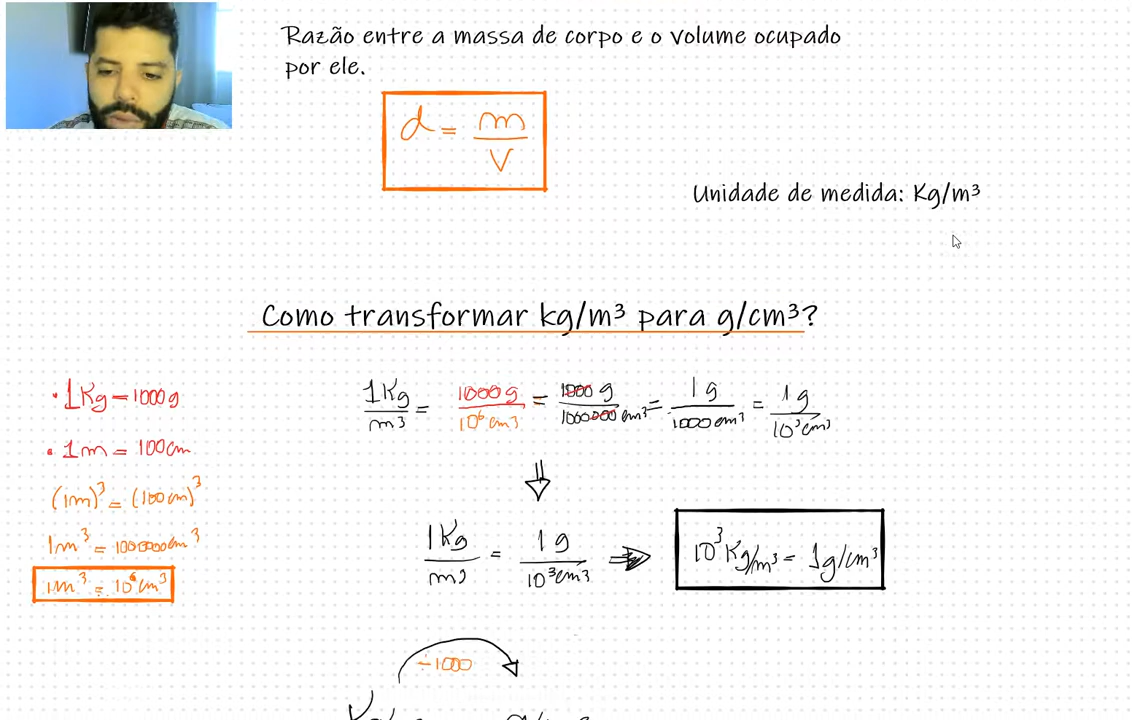 Razão entre a massa de corpo e o volume ocupado
por ele.
d = m/V
Unidade de medida: Kg/m³
Como transformar kg/m³ para g/cm³?
• 1Kg = 1000g
• 1m = 100cm
(1m)³ = (100cm)³
1m³ = 1000000cm³
1m³ = 10⁶cm³
1Kg/m³ = 1000g/10⁶cm³ = 1000g/1000000cm³ = 1g/1000cm³ = 1g/10³cm³
1Kg/m³ = 1g/10³cm³ ⇒ 10³Kg/m³ = 1g/cm³
÷1000